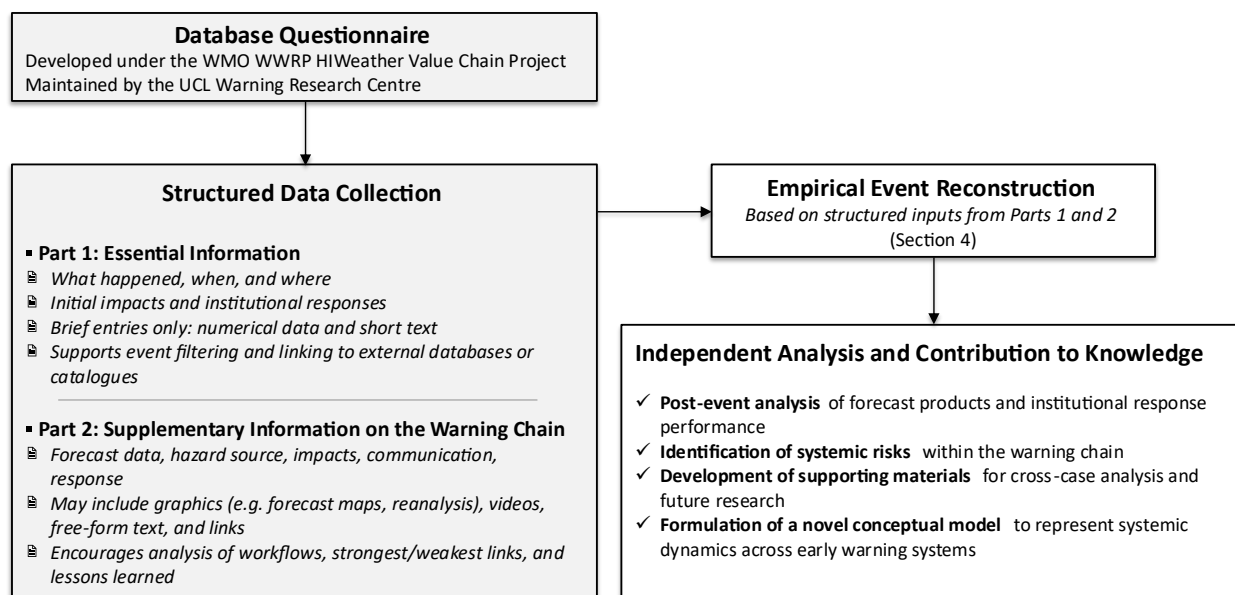 Database Questionnaire
Developed under the WMO WWRP HIWeather Value Chain Project
Maintained by the UCL Warning Research Centre
Structured Data Collection
▪ Part 1: Essential Information
What happened, when, and where
Initial impacts and institutional responses
Brief entries only: numerical data and short text
Supports event filtering and linking to external databases or
catalogues
▪ Part 2: Supplementary Information on the Warning Chain
Forecast data, hazard source, impacts, communication,
response
May include graphics (e.g. forecast maps, reanalysis), videos,
free-form text, and links
Encourages analysis of workflows, strongest/weakest links, and
lessons learned
Empirical Event Reconstruction
Based on structured inputs from Parts 1 and 2
(Section 4)
Independent Analysis and Contribution to Knowledge
✓ Post-event analysis of forecast products and institutional response
performance
✓ Identification of systemic risks within the warning chain
✓ Development of supporting materials for cross-case analysis and
future research
✓ Formulation of a novel conceptual model to represent systemic
dynamics across early warning systems